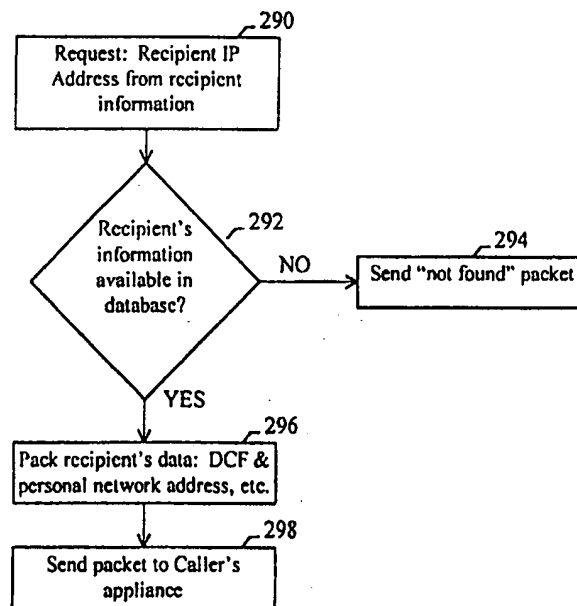 290
Request: Recipient IP
Address from recipient
information
292
Recipient's
information
available in
database?
NO
294
Send "not found" packet
YES
296
Pack recipient's data: DCF &
personal network address, etc.
298
Send packet to Caller's
appliance